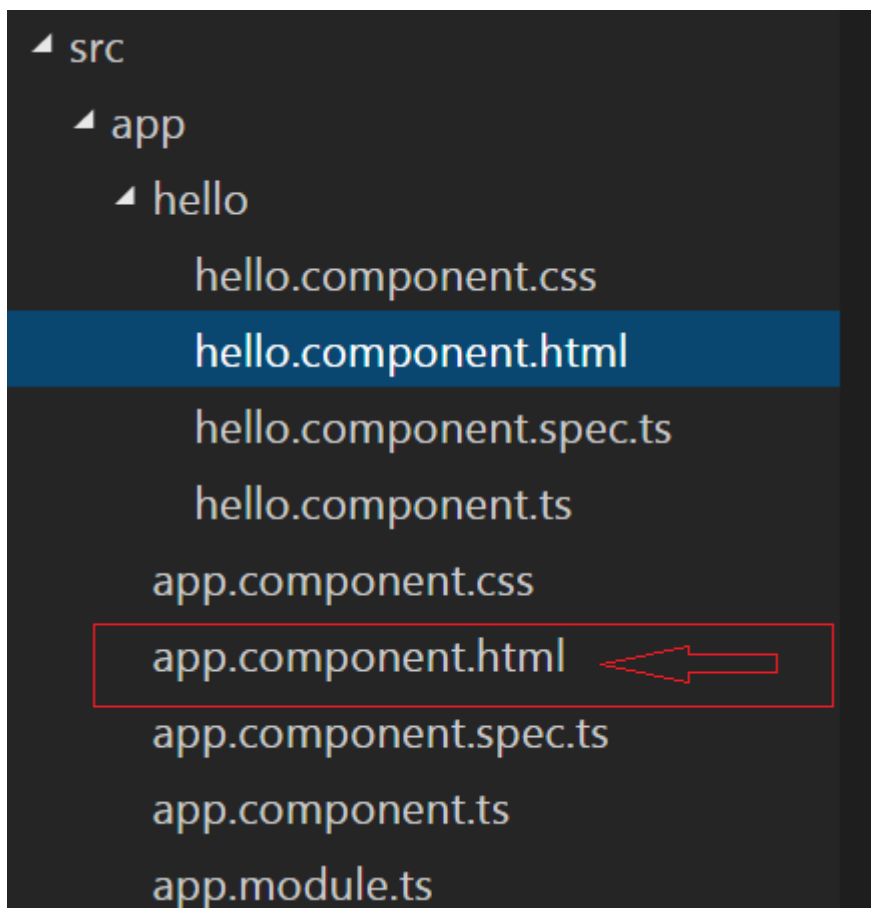 src
app
hello
hello.component.css
hello.component.html
hello.component.spec.ts
hello.component.ts
app.component.css
app.component.html
app.component.spec.ts
app.component.ts
app.module.ts